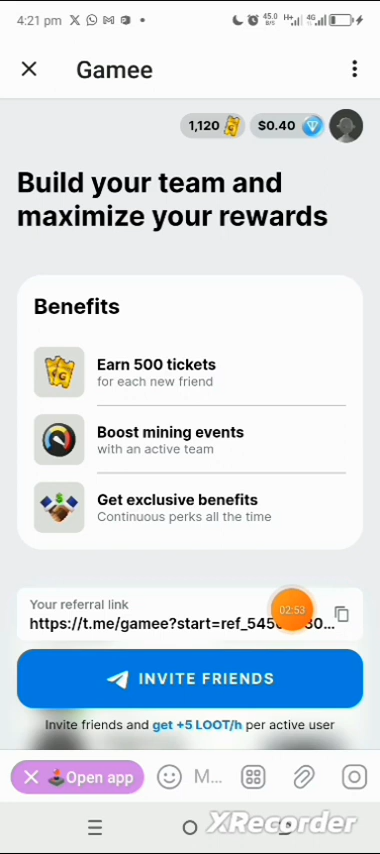 4:21 pm
45.0 B/S H+ 4G
Gamee
1,120 $0.40
Build your team and
maximize your rewards
Benefits
Earn 500 tickets
for each new friend
Boost mining events
with an active team
Get exclusive benefits
Continuous perks all the time
Your referral link
02:53
https://t.me/gamee?start=ref_545
INVITE FRIENDS
Invite friends and get +5 LOOT/h per active user
Open app M...
XRecorder